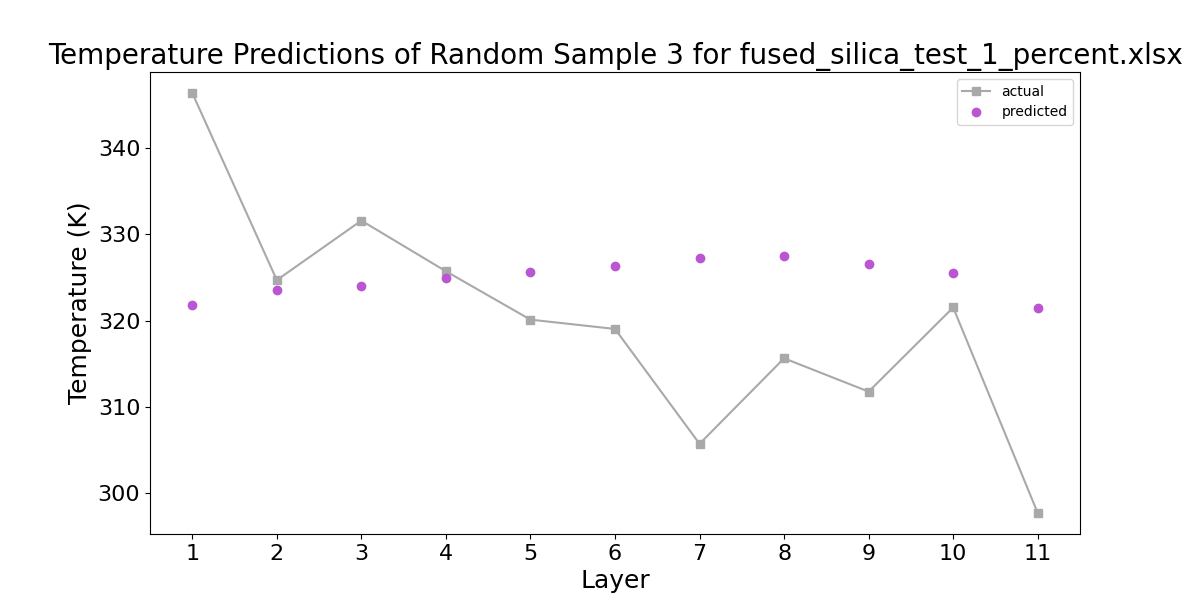 Temperature Predictions of Random Sample 3 for fused_silica_test_1_percent.xlsx
actual
predicted
Temperature (K)
340
330
320
310
300
1 2 3 4 5 6 7 8 9 10 11
Layer